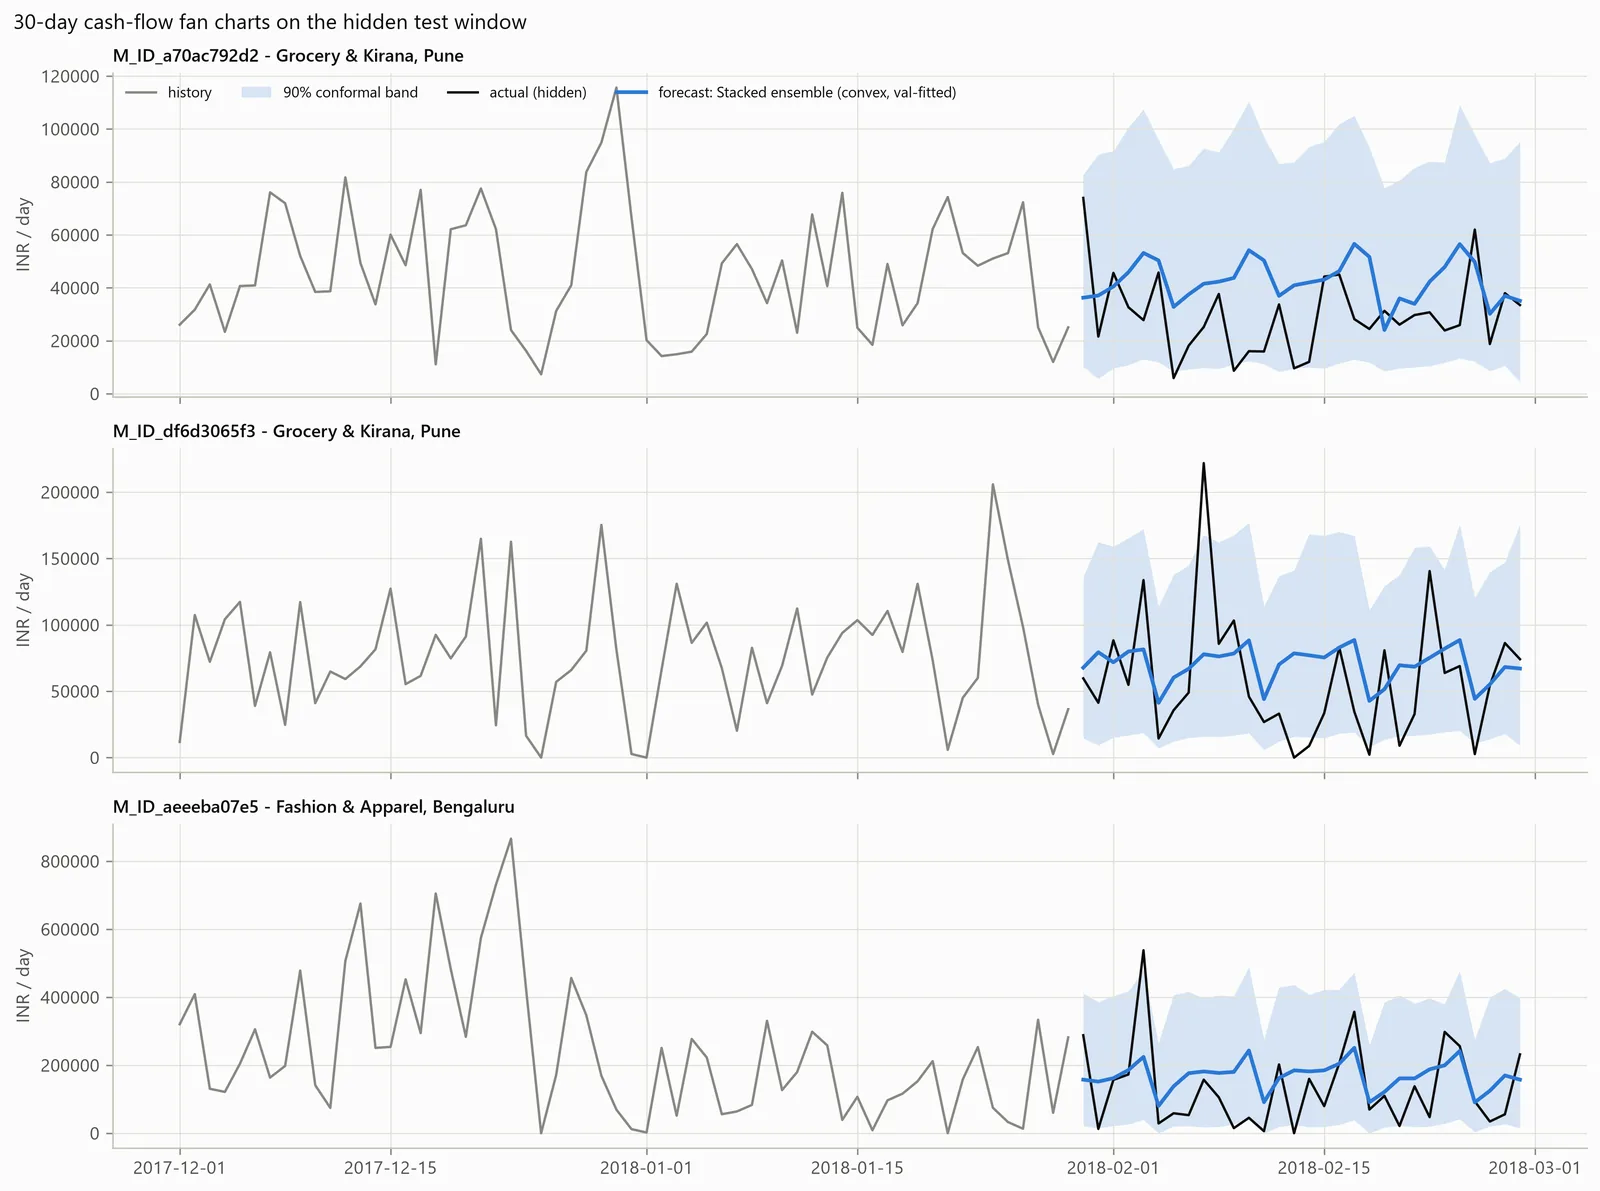 30-day cash-flow fan charts on the hidden test window
M_ID_a70ac792d2 - Grocery & Kirana, Pune
history
90% conformal band
actual (hidden)
forecast: Stacked ensemble (convex, val-fitted)
INR / day
120000
100000
80000
60000
40000
20000
0
M_ID_df6d3065f3 - Grocery & Kirana, Pune
INR / day
200000
150000
100000
50000
0
M_ID_aeeeba07e5 - Fashion & Apparel, Bengaluru
INR / day
800000
600000
400000
200000
0
2017-12-01
2017-12-15
2018-01-01
2018-01-15
2018-02-01
2018-02-15
2018-03-01